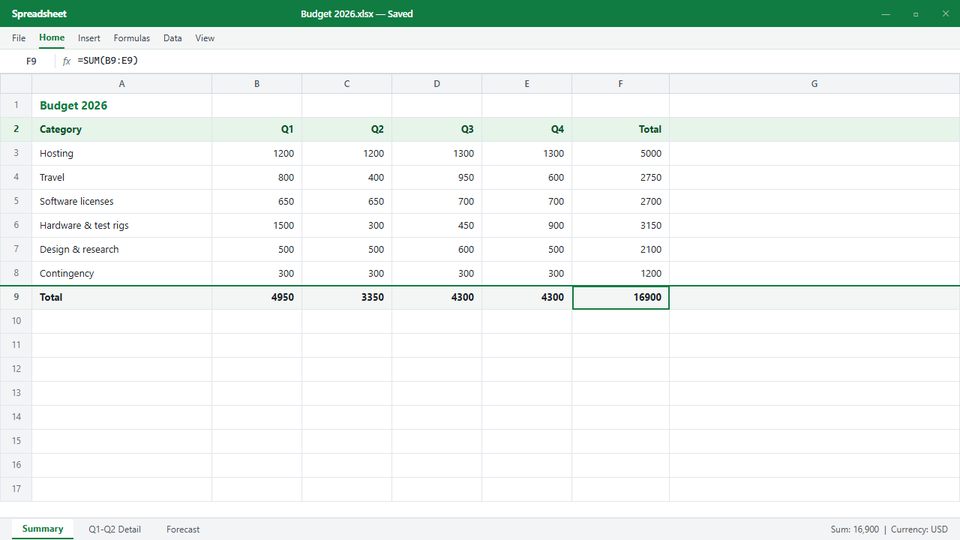 Spreadsheet Budget 2026.xlsx — Saved
File Home Insert Formulas Data View
F9 fx =SUM(B9:E9)
A B C D E F G
1 Budget 2026
2 Category Q1 Q2 Q3 Q4 Total
3 Hosting 1200 1200 1300 1300 5000
4 Travel 800 400 950 600 2750
5 Software licenses 650 650 700 700 2700
6 Hardware & test rigs 1500 300 450 900 3150
7 Design & research 500 500 600 500 2100
8 Contingency 300 300 300 300 1200
9 Total 4950 3350 4300 4300 16900
10
11
12
13
14
15
16
17
Summary Q1-Q2 Detail Forecast Sum: 16,900 | Currency: USD